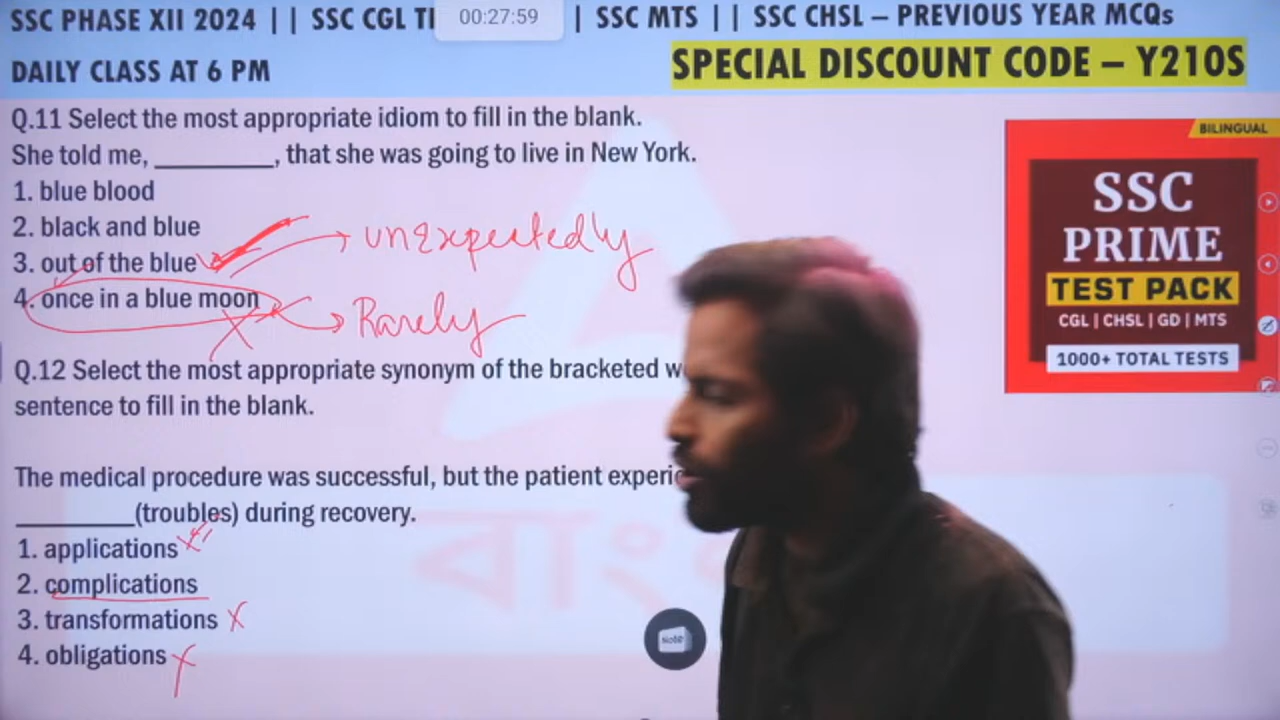 SSC PHASE XII 2024 || SSC CGL TI 00:27:59 | SSC MTS || SSC CHSL – PREVIOUS YEAR MCQs
DAILY CLASS AT 6 PM
SPECIAL DISCOUNT CODE – Y210S
Q.11 Select the most appropriate idiom to fill in the blank.
She told me, _________, that she was going to live in New York.
1. blue blood
2. black and blue
3. out of the blue
unexpectedly
4. once in a blue moon
Rarely
Q.12 Select the most appropriate synonym of the bracketed w
sentence to fill in the blank.
The medical procedure was successful, but the patient experie
_________(troubles) during recovery.
1. applications
2. complications
3. transformations
4. obligations
BILINGUAL
SSC
PRIME
TEST PACK
CGL | CHSL | GD | MTS
1000+ TOTAL TESTS
বাং
Note